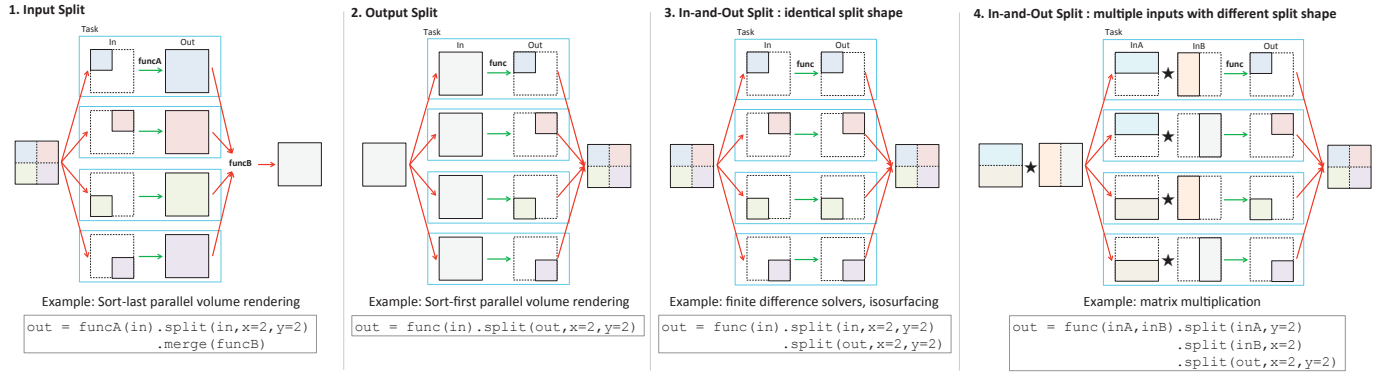 1. Input Split
Task
In
Out
funcA
funcB
Example: Sort-last parallel volume rendering
out = funcA(in).split(in,x=2,y=2)
.merge(funcB)
2. Output Split
Task
In
Out
func
Example: Sort-first parallel volume rendering
out = func(in).split(out,x=2,y=2)
3. In-and-Out Split : identical split shape
Task
In
Out
func
Example: finite difference solvers, isosurfacing
out = func(in).split(in,x=2,y=2)
.split(out,x=2,y=2)
4. In-and-Out Split : multiple inputs with different split shape
Task
InA
InB
Out
func
Example: matrix multiplication
out = func(inA,inB).split(inA,y=2)
.split(inB,x=2)
.split(out,x=2,y=2)